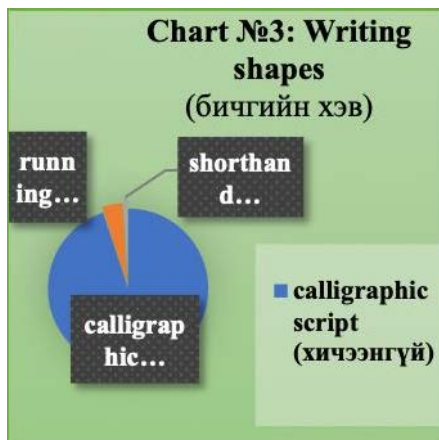 Chart №3: Writing
shapes
(бичгийн хэв)
runn
ing...
shorthan
d...
calligrap
hic...
calligraphic
script
(хичээнгүй)